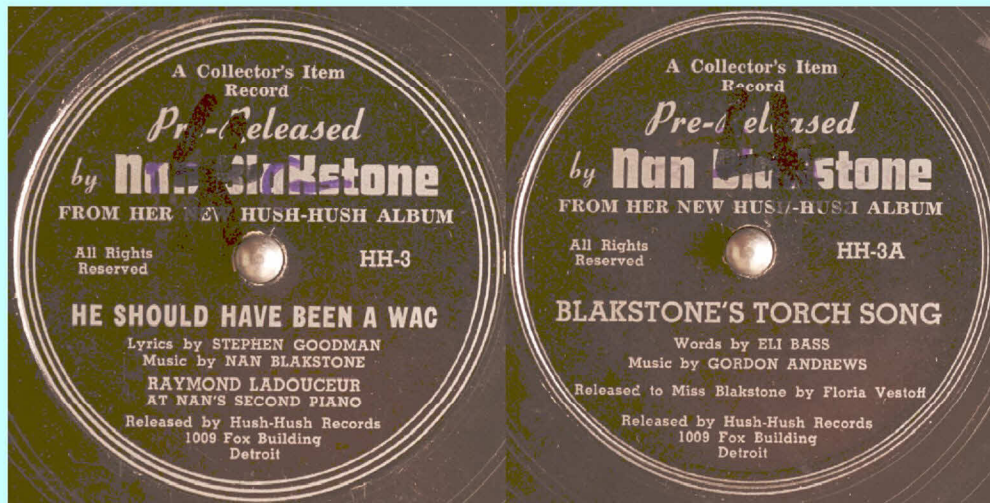 A Collector's Item
Record
Pre-Released
by Nan Blakstone
FROM HER NEW HUSH-HUSH ALBUM
All Rights
Reserved
HH-3
HE SHOULD HAVE BEEN A WAC
Lyrics by STEPHEN GOODMAN
Music by NAN BLAKSTONE
RAYMOND LADOUCEUR
AT NAN'S SECOND PIANO
Released by Hush-Hush Records
1009 Fox Building
Detroit
A Collector's Item
Record
Pre-Released
by Nan Blakstone
FROM HER NEW HUSH-HUSH ALBUM
All Rights
Reserved
HH-3A
BLAKSTONE'S TORCH SONG
Words by ELI BASS
Music by GORDON ANDREWS
Released to Miss Blakstone by Floria Vestoff
Released by Hush-Hush Records
1009 Fox Building
Detroit